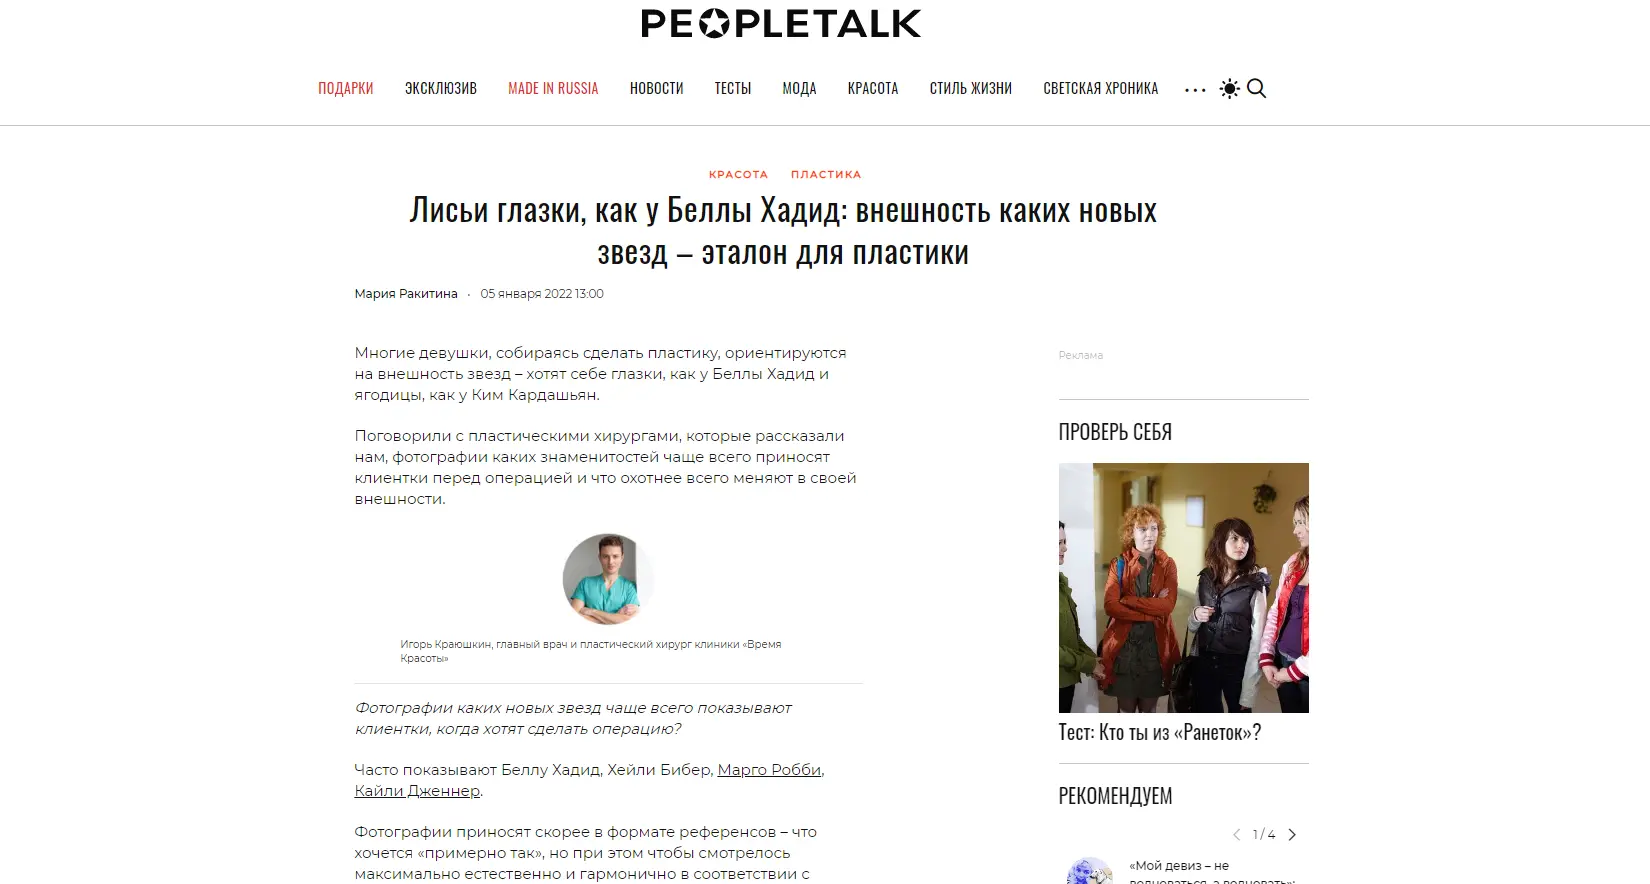 PEOPLETALK
ПОДАРКИ ЭКСКЛЮЗИВ MADE IN RUSSIA НОВОСТИ ТЕСТЫ МОДА КРАСОТА СТИЛЬ ЖИЗНИ СВЕТСКАЯ ХРОНИКА
КРАСОТА ПЛАСТИКА
Лисьи глазки, как у Беллы Хадид: внешность каких новых
звезд – эталон для пластики
Мария Ракитина · 05 января 2022 13:00
Многие девушки, собираясь сделать пластику, ориентируются
на внешность звезд – хотят себе глазки, как у Беллы Хадид и
ягодицы, как у Ким Кардашьян.
Поговорили с пластическими хирургами, которые рассказали
нам, фотографии каких знаменитостей чаще всего приносят
клиентки перед операцией и что охотнее всего меняют в своей
внешности.
Игорь Краюшкин, главный врач и пластический хирург клиники «Время
Красоты»
Фотографии каких новых звезд чаще всего показывают
клиентки, когда хотят сделать операцию?
Часто показывают Беллу Хадид, Хейли Бибер, Марго Робби,
Кайли Дженнер.
Фотографии приносят скорее в формате референсов – что
хочется «примерно так», но при этом чтобы смотрелось
максимально естественно и гармонично в соответствии с
Реклама
ПРОВЕРЬ СЕБЯ
Тест: Кто ты из «Ранеток»?
РЕКОМЕНДУЕМ
1 / 4
«Мой девиз – не
волноваться, а волновать»: